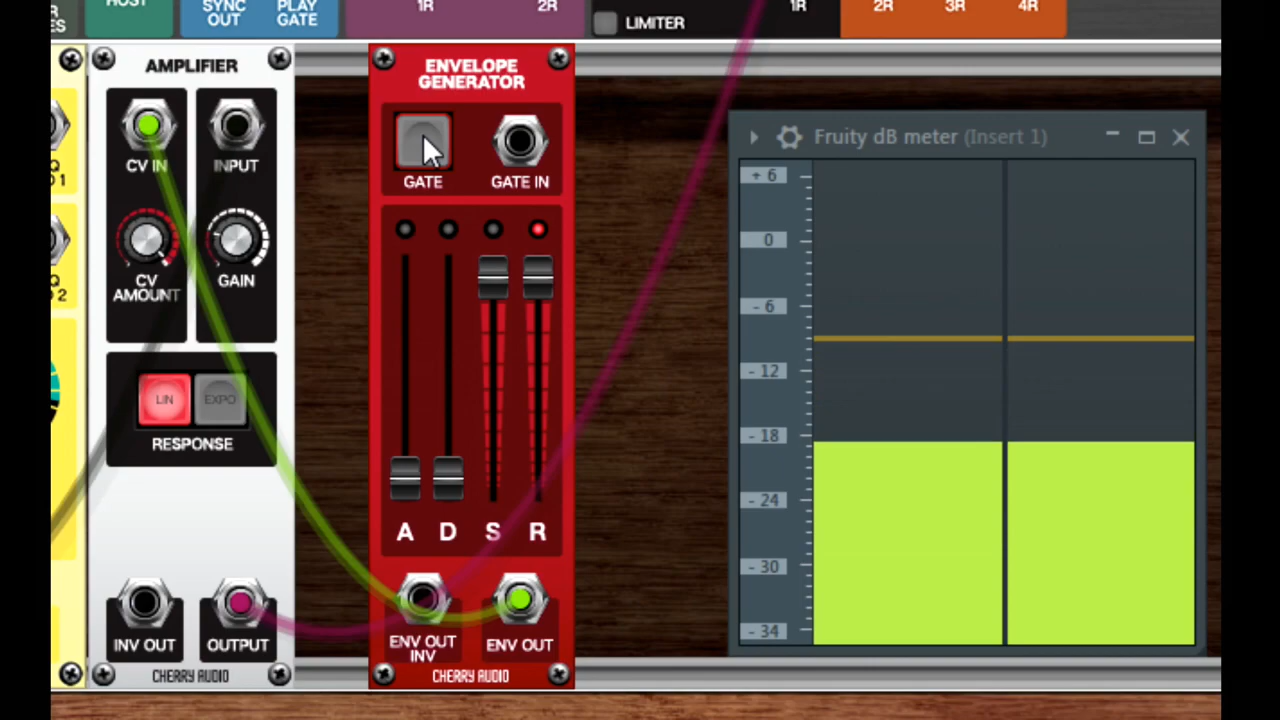 HOST
SYNC
OUT
PLAY
GATE
1R
2R
LIMITER
1R
2R
3R
4R
ES
AMPLIFIER
CV IN
INPUT
CV
AMOUNT
GAIN
LIN
EXPO
RESPONSE
INV OUT
OUTPUT
CHERRY AUDIO
ENVELOPE
GENERATOR
GATE
GATE IN
A
D
S
R
ENV OUT
INV
ENV OUT
CHERRY AUDIO
Fruity dB meter (Insert 1)
+ 6
0
- 6
- 12
- 18
- 24
- 30
- 34